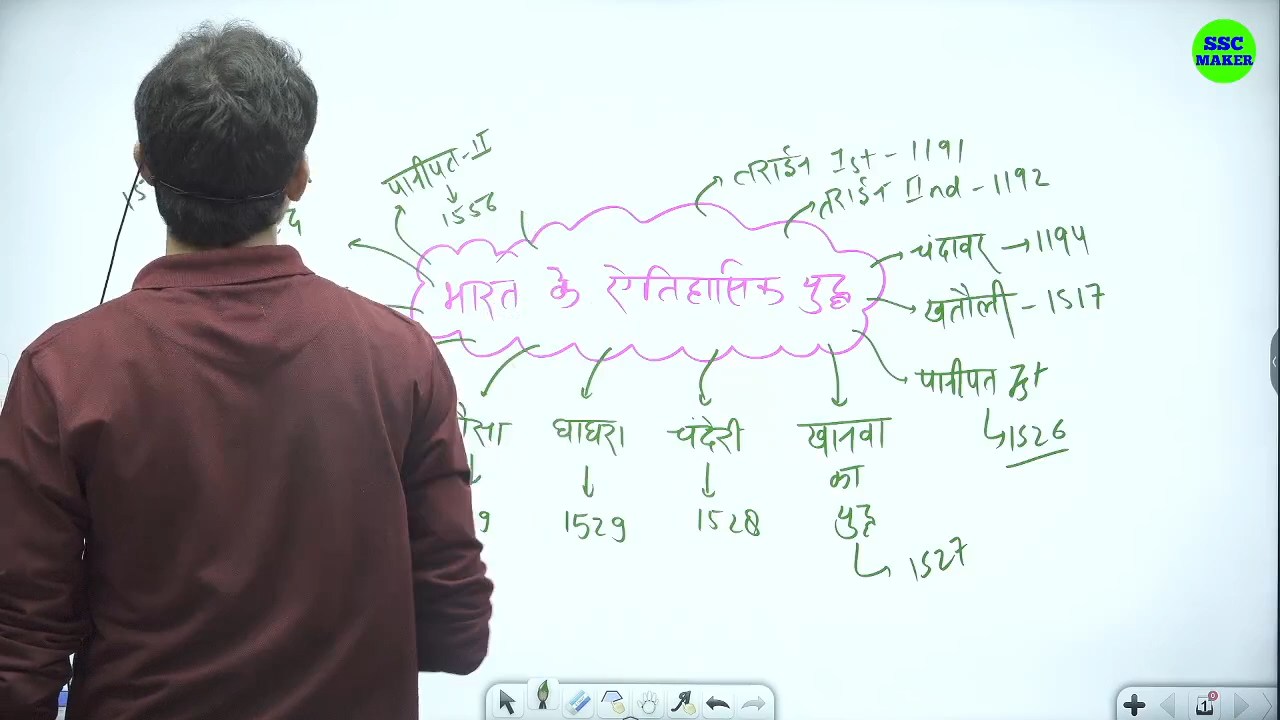 SSC
MAKER
पानीपत-II
1556
तराईन Ist - 1191
तराईन IInd - 1192
चंदावर → 1194
भारत के ऐतिहासिक युद्ध
खतौली - 1517
पानीपत Ist
1526
घाघरा
चंदेरी
खानवा
का
युद्ध
1529
1528
1527